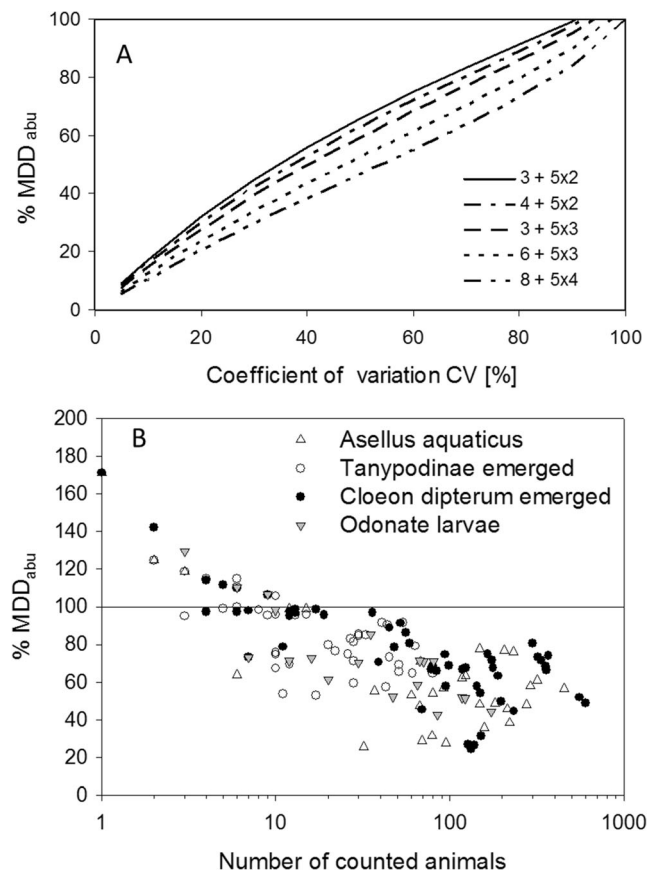 A
% MDD abu
100
80
60
40
20
0
3 + 5x2
4 + 5x2
3 + 5x3
6 + 5x3
8 + 5x4
0 20 40 60 80 100
Coefficient of variation CV [%]
B
% MDDabu
200
180
160
140
120
100
80
60
40
20
0
Asellus aquaticus
Tanypodinae emerged
Cloeon dipterum emerged
Odonate larvae
1 10 100 1000
Number of counted animals